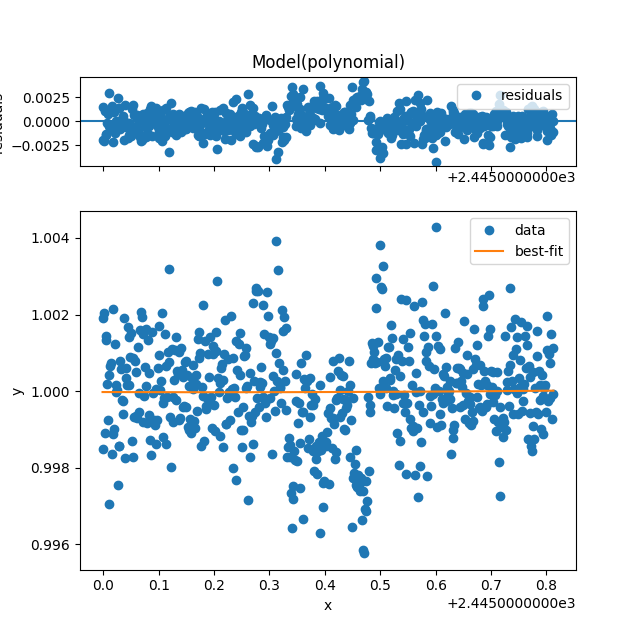 Model(polynomial)
residuals
0.0025
0.0000
−0.0025
residuals
+2.4450000000e3
1.004
1.002
1.000
0.998
0.996
y
data
best-fit
0.0 0.1 0.2 0.3 0.4 0.5 0.6 0.7 0.8
x
+2.4450000000e3